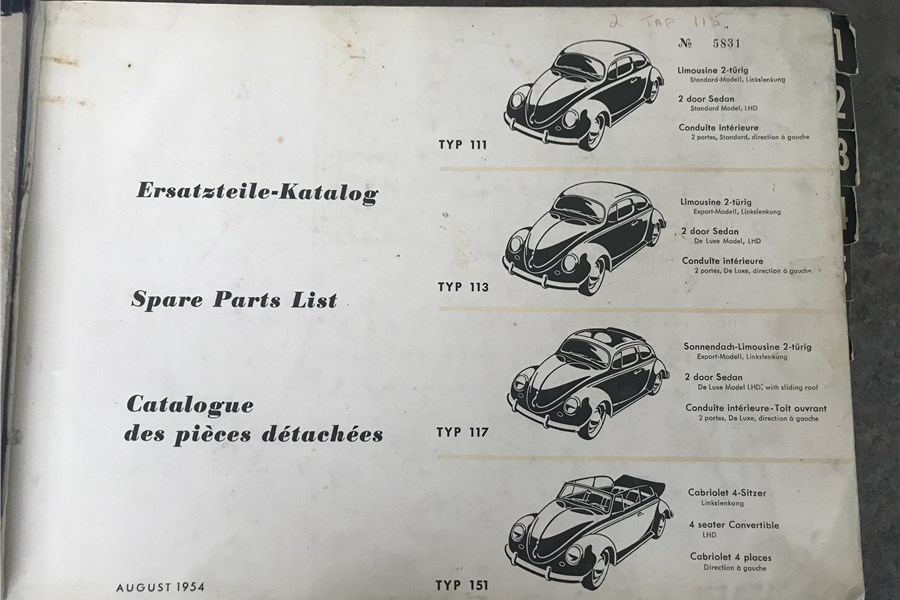 2 TAF 115
№ 5831
Limousine 2-türig
Standard-Modell, Linkslenkung
2 door Sedan
Standard Model, LHD
Conduite intérieure
2 portes, Standard, direction à gauche
TYP 111
Limousine 2-türig
Export-Modell, Linkslenkung
2 door Sedan
De Luxe Model, LHD
Conduite intérieure
2 portes, De Luxe, direction à gauche
TYP 113
Sonnendach-Limousine 2-türig
Export-Modell, Linkslenkung
2 door Sedan
De Luxe Model LHD, with sliding roof
Conduite intérieure-Toit ouvrant
2 portes, De Luxe, direction à gauche
TYP 117
Cabriolet 4-Sitzer
Linkslenkung
4 seater Convertible
LHD
Cabriolet 4 places
Direction à gauche
TYP 151
Ersatzteile-Katalog
Spare Parts List
Catalogue
des pièces détachées
AUGUST 1954
1
2
3
4